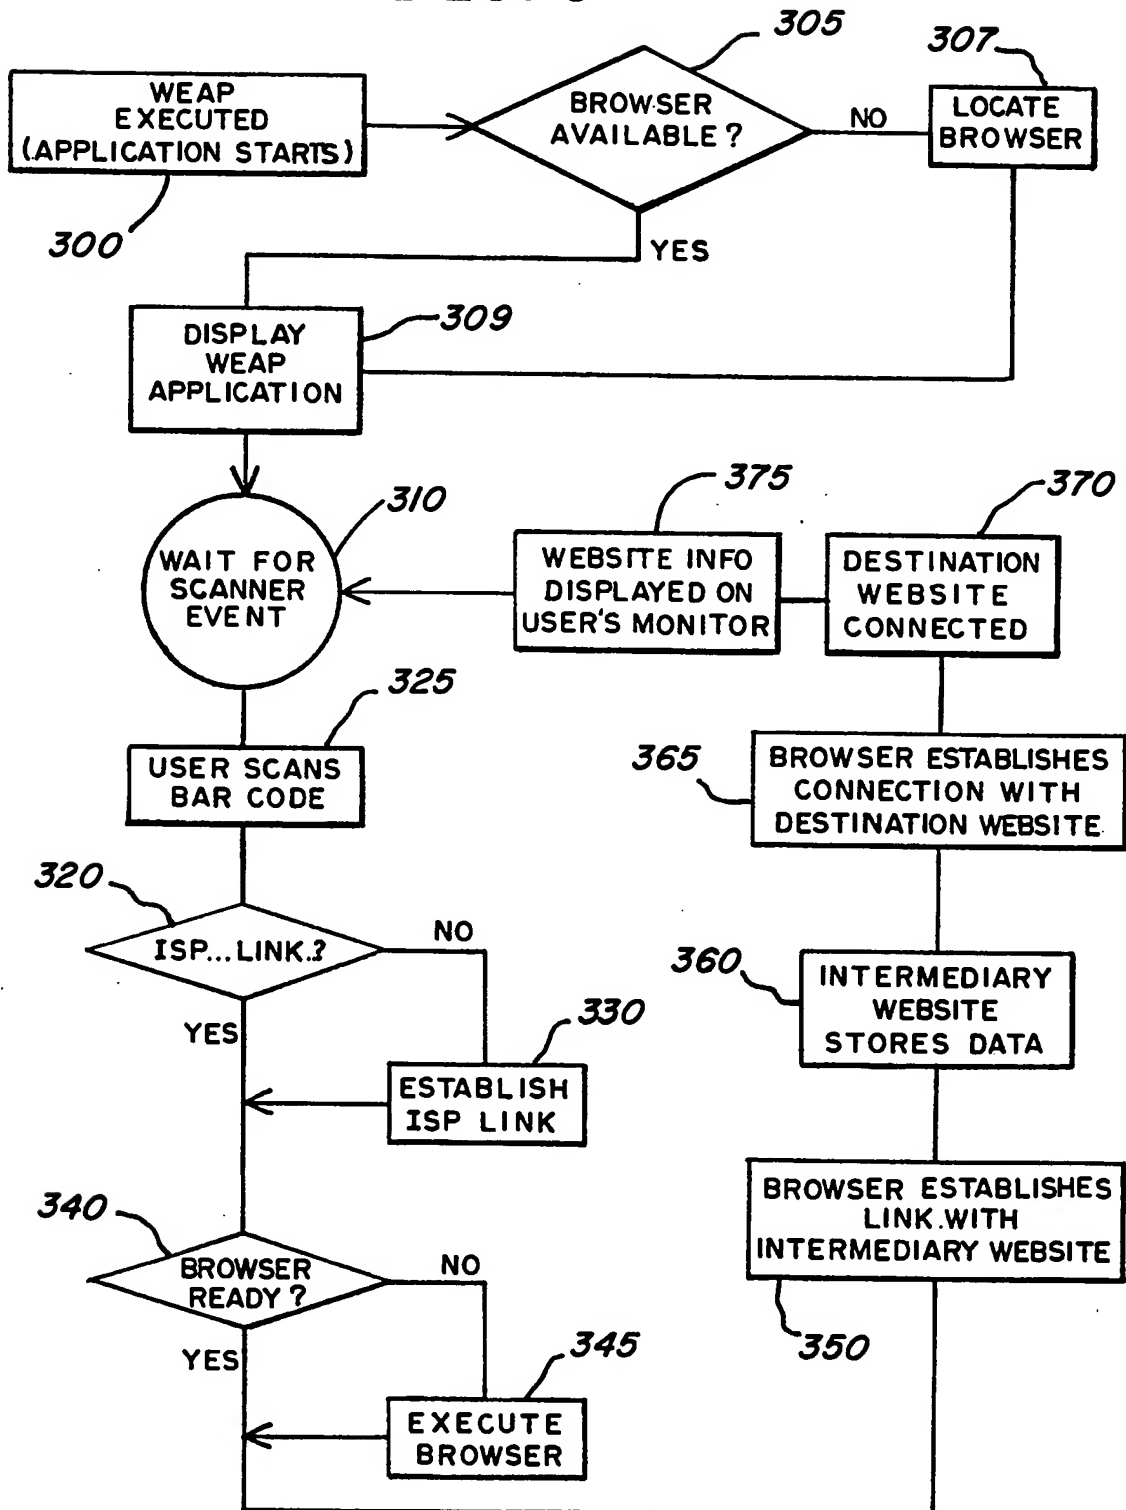 305
307
WEAP
EXECUTED
(APPLICATION STARTS)
BROWSER
AVAILABLE?
NO
LOCATE
BROWSER
300
YES
DISPLAY
WEAP
APPLICATION
309
310
375
370
WAIT FOR
SCANNER
EVENT
WEBSITE INFO
DISPLAYED ON
USER'S MONITOR
DESTINATION
WEBSITE
CONNECTED
325
USER SCANS
BAR CODE
365
BROWSER ESTABLISHES
CONNECTION WITH
DESTINATION WEBSITE.
320
ISP...LINK.?
NO
YES
360
INTERMEDIARY
WEBSITE
STORES DATA
330
ESTABLISH
ISP LINK
340
BROWSER
READY?
NO
YES
BROWSER ESTABLISHES
LINK.WITH
INTERMEDIARY WEBSITE
350
345
EXECUTE
BROWSER